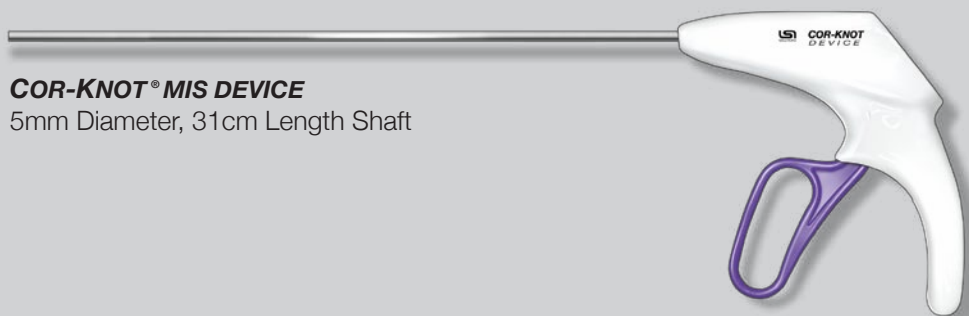 LSI COR-KNOT
DEVICE
COR-KNOT® MIS DEVICE
5mm Diameter, 31cm Length Shaft